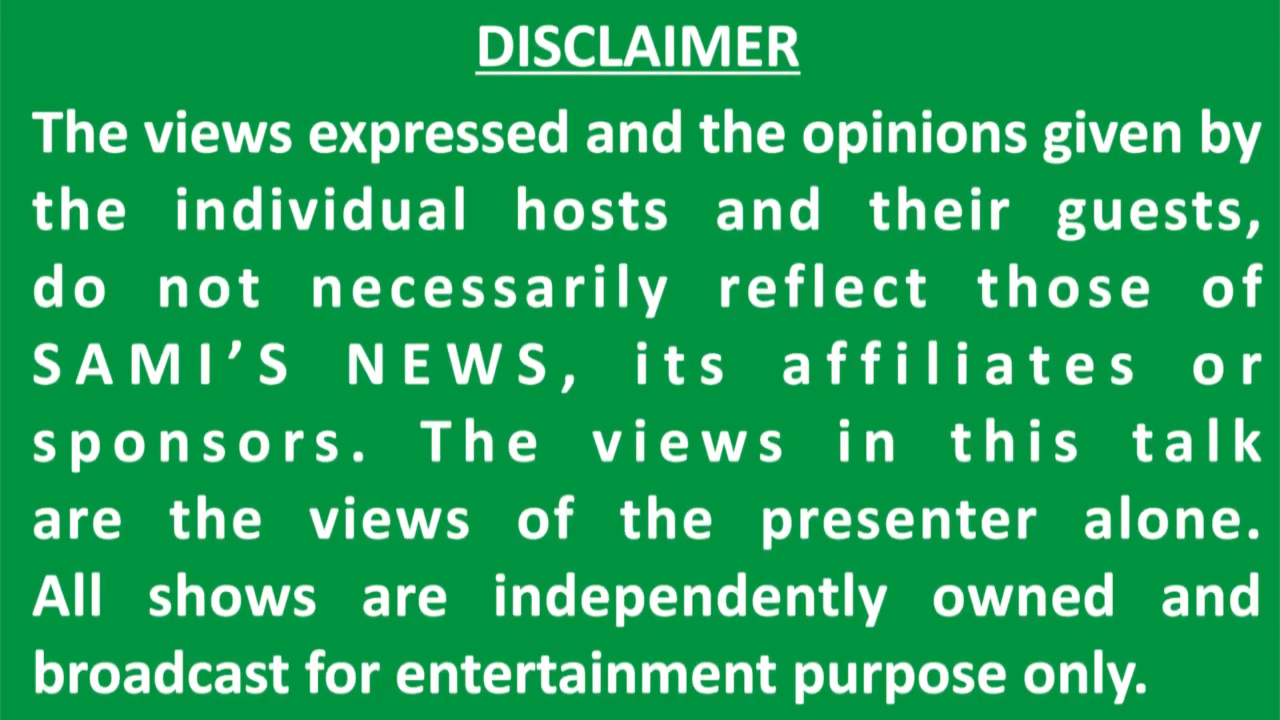 DISCLAIMER
The views expressed and the opinions given by
the individual hosts and their guests,
do not necessarily reflect those of
SAMI’S NEWS, its affiliates or
sponsors. The views in this talk
are the views of the presenter alone.
All shows are independently owned and
broadcast for entertainment purpose only.